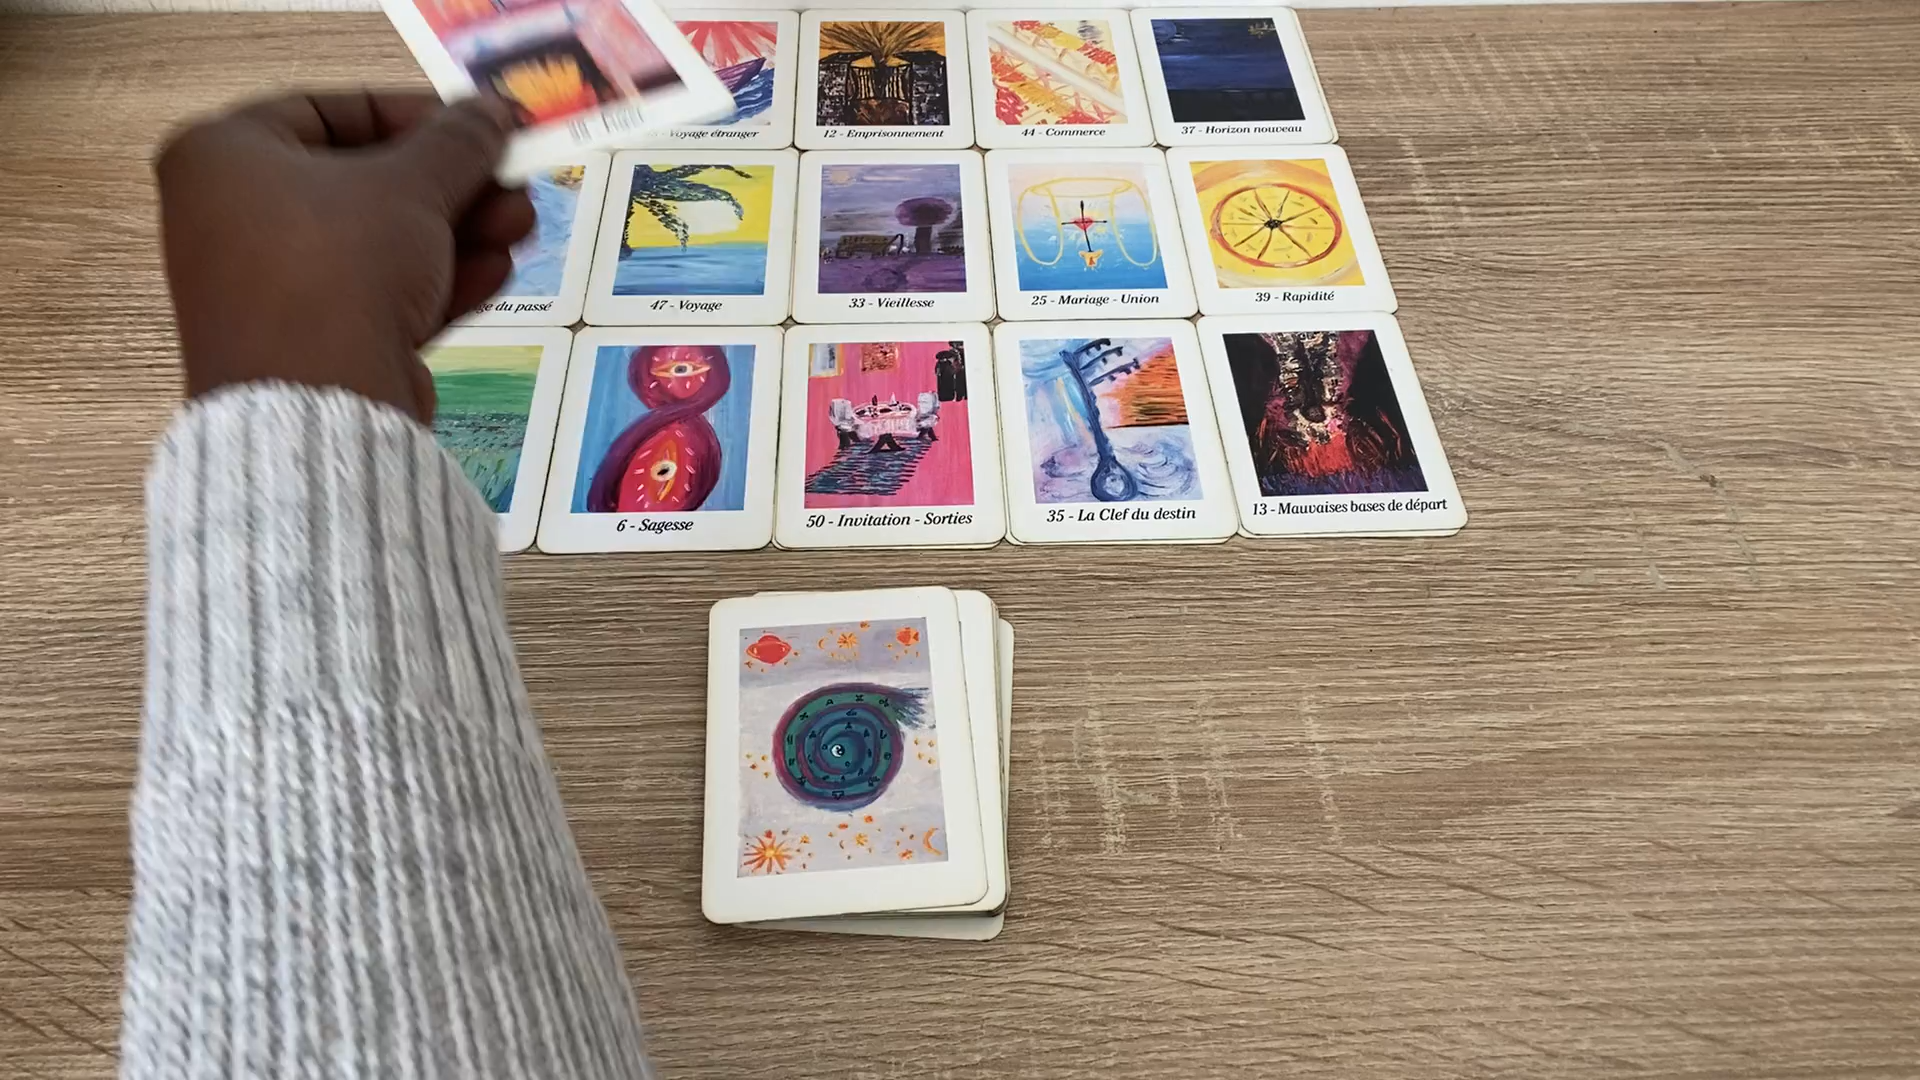 Voyage étranger
12 - Emprisonnement
44 - Commerce
37 - Horizon nouveau
du passé
47 - Voyage
33 - Vieillesse
25 - Mariage - Union
39 - Rapidité
6 - Sagesse
50 - Invitation - Sorties
35 - La Clef du destin
13 - Mauvaises bases de départ